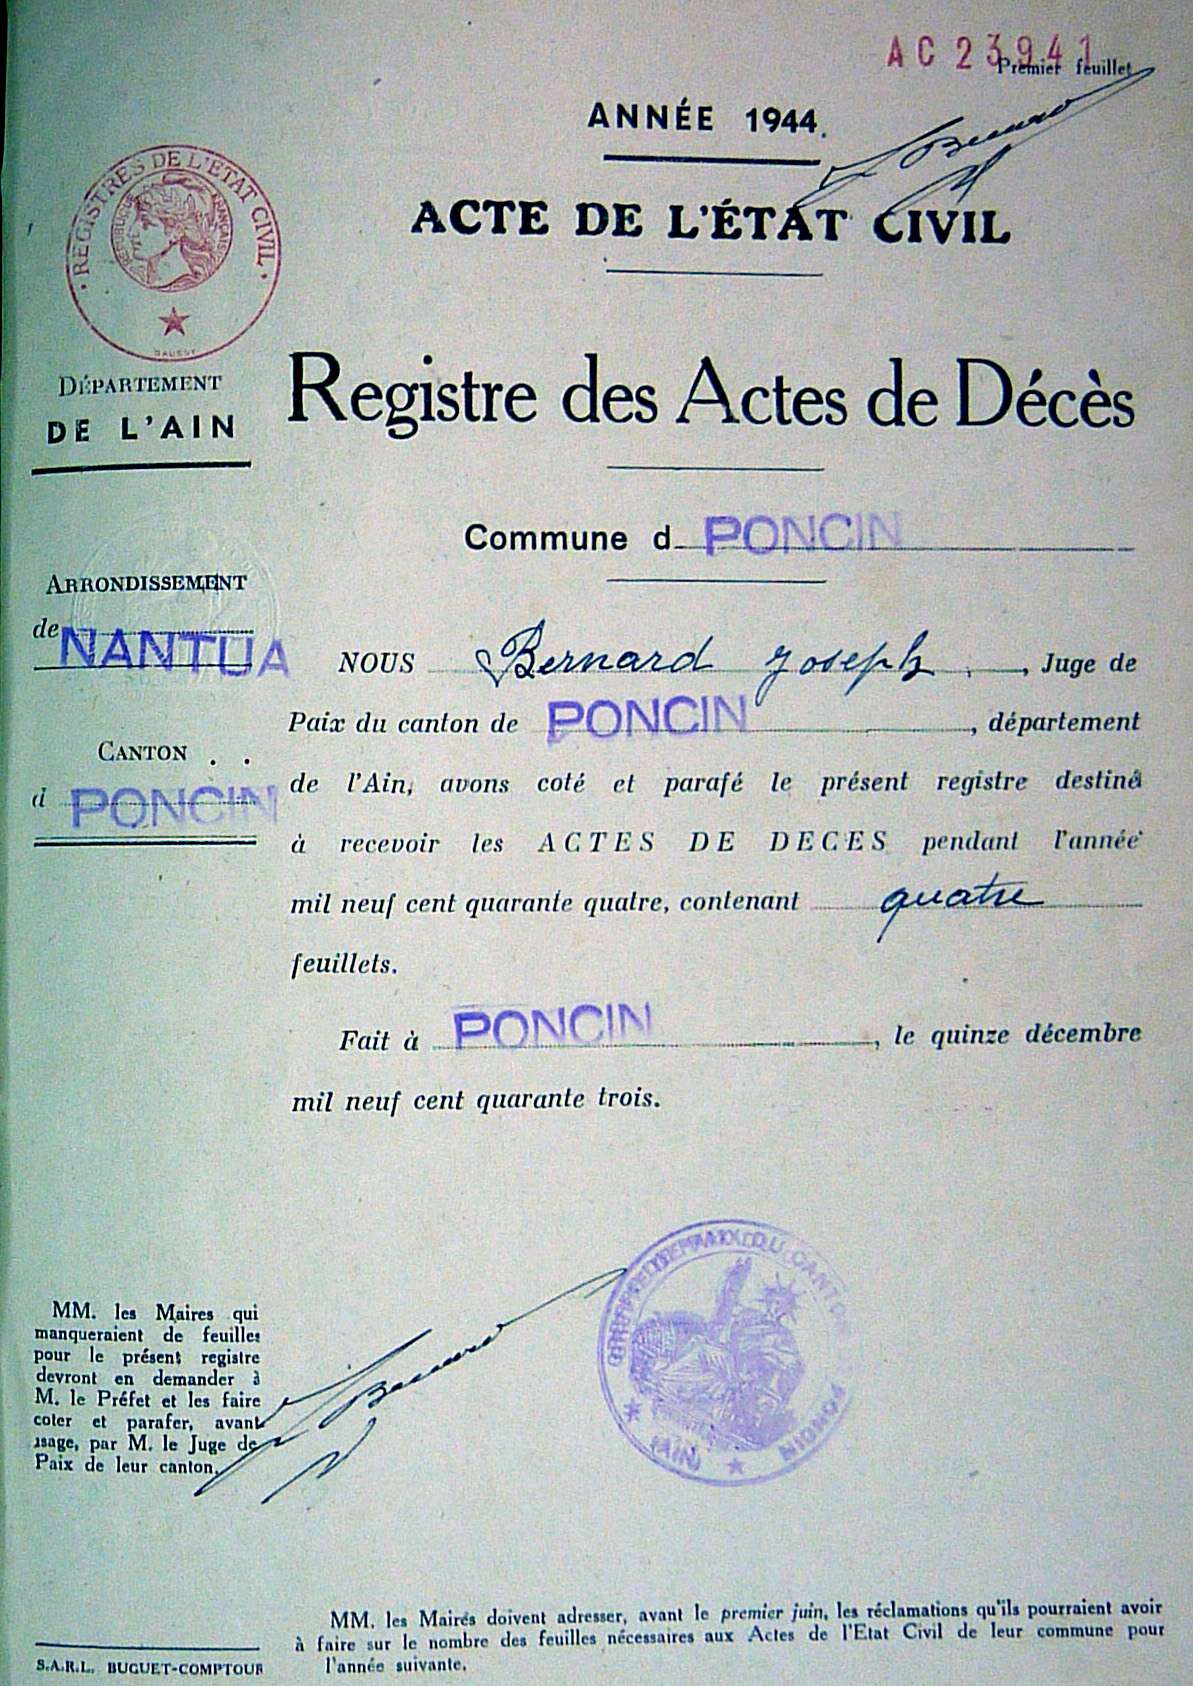 AC 23941
Premier feuillet
ANNÉE 1944.
ACTE DE L'ÉTAT CIVIL
REGISTRES DE L'ETAT CIVIL
REPUBLIQUE FRANÇAISE
DÉPARTEMENT
DE L'AIN
Registre des Actes de Décès
Commune d PONCIN
ARRONDISSEMENT
de NANTUA
CANTON
d PONCIN
NOUS Bernard Joseph, Juge de
Paix du canton de PONCIN, département
de l'Ain, avons coté et parafé le présent registre destiné
à recevoir les ACTES DE DECES pendant l'année
mil neuf cent quarante quatre, contenant quatre
feuillets.
Fait à PONCIN, le quinze décembre
mil neuf cent quarante trois.
DU CANTON PONCIN
(AIN)
MM. les Maires qui
manqueraient de feuilles
pour le présent registre
devront en demander à
M. le Préfet et les faire
coter et parafer, avant
usage, par M. le Juge de
Paix de leur canton.
Bernard
MM. les Maires doivent adresser, avant le premier juin, les réclamations qu'ils pourraient avoir
à faire sur le nombre des feuilles nécessaires aux Actes de l'Etat Civil de leur commune pour
l'année suivante.
S.A.R.L. BUGUET-COMPTOUR